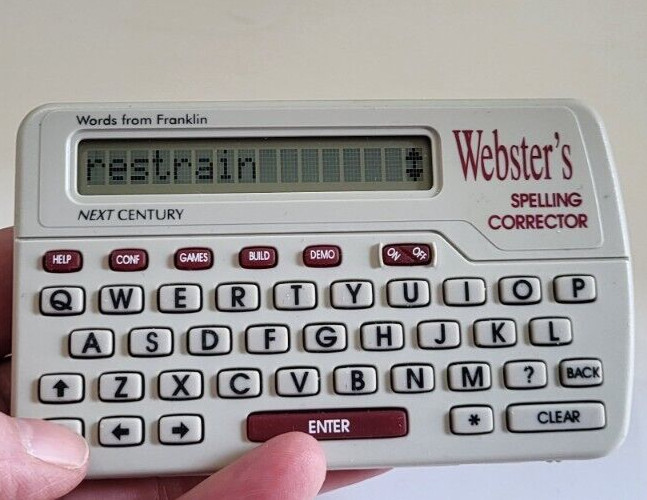 Words from Franklin
restrain
Webster's
SPELLING
CORRECTOR
NEXT CENTURY
HELP CONF GAMES BUILD DEMO ON OFF
Q W E R T Y U I O P
A S D F G H J K L
Z X C V B N M ? BACK
ENTER * CLEAR